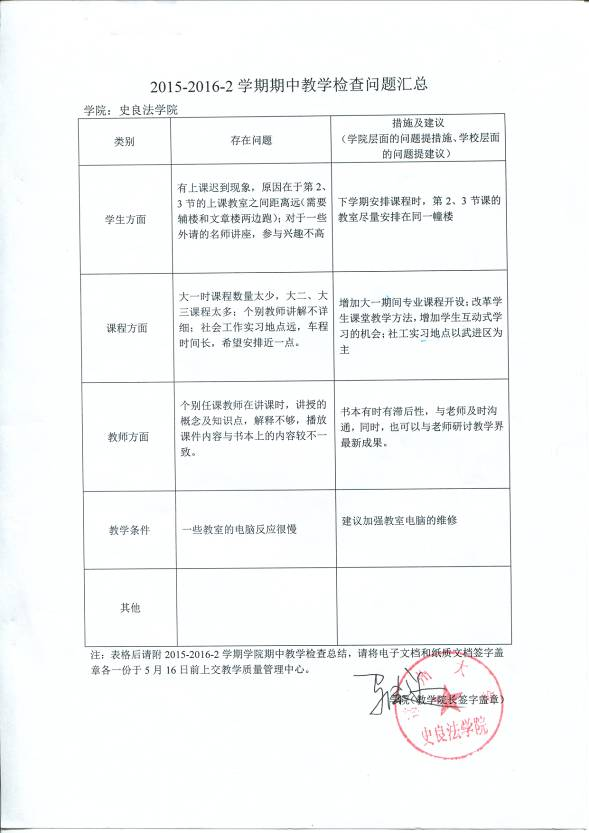 2015-2016-2 学期期中教学检查问题汇总
学院：史良法学院
类别
存在问题
措施及建议
（学院层面的问题提措施、学校层面
的问题提建议）
学生方面
有上课迟到现象，原因在于第 2、
3 节的上课教室之间距离远（需要
辅楼和文章楼两边跑）；对于一些
外请的名师讲座，参与兴趣不高
下学期安排课程时，第 2、3 节课的
教室尽量安排在同一幢楼
课程方面
大一时课程数量太少，大二、大
三课程太多；个别教师讲解不详
细；社会工作实习地点远，车程
时间长，希望安排近一点。
增加大一期间专业课程开设；改革学
生课堂教学方法，增加学生互动式学
习的机会；社工实习地点以武进区为
主
教师方面
个别任课教师在讲课时，讲授的
概念及知识点，解释不够，播放
课件内容与书本上的内容较不一
致。
书本有时有滞后性，与老师及时沟
通，同时，也可以与老师研讨教学界
最新成果。
教学条件
一些教室的电脑反应很慢
建议加强教室电脑的维修
其他
注：表格后请附 2015-2016-2 学期学院期中教学检查总结，请将电子文档和纸质文档签字盖
章各一份于 5 月 16 日前上交教学质量管理中心。
学院（教学院长签字盖章）
史良法学院